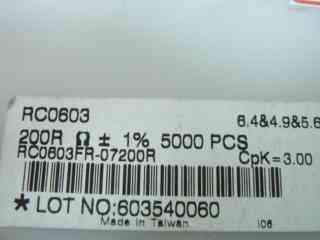 RC0603 6.4&4.9&5.6
200R Ω ± 1% 5000 PCS
RC0603FR-07200R CpK=3.00
* LOT NO:603540060
Made in Taiwan I06